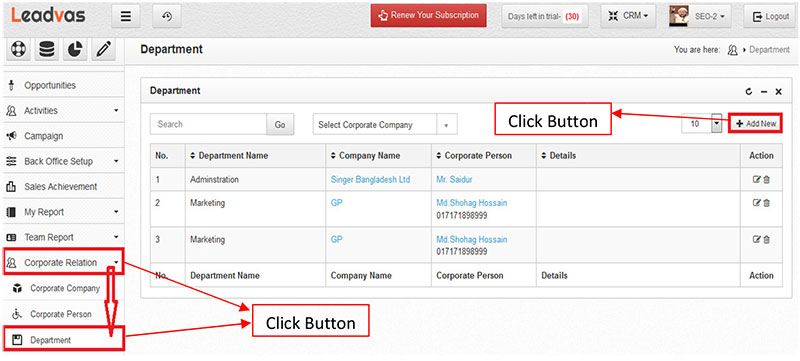 Leadvas
Renew Your Subscription
Days left in trial- (30)
CRM
SEO-2
Logout
Department
You are here:
Department
Opportunities
Activities
Campaign
Back Office Setup
Sales Achievement
My Report
Team Report
Corporate Relation
Corporate Company
Corporate Person
Department
Department
Search
Go
Select Corporate Company
Click Button
10
Add New
No. Department Name Company Name Corporate Person Details Action
1 Adminstration Singer Bangladesh Ltd Mr. Saidur
2 Marketing GP Md.Shohag Hossain
017171898999
3 Marketing GP Md.Shohag Hossain
017171898999
No. Department Name Company Name Corporate Person Details Action
Click Button